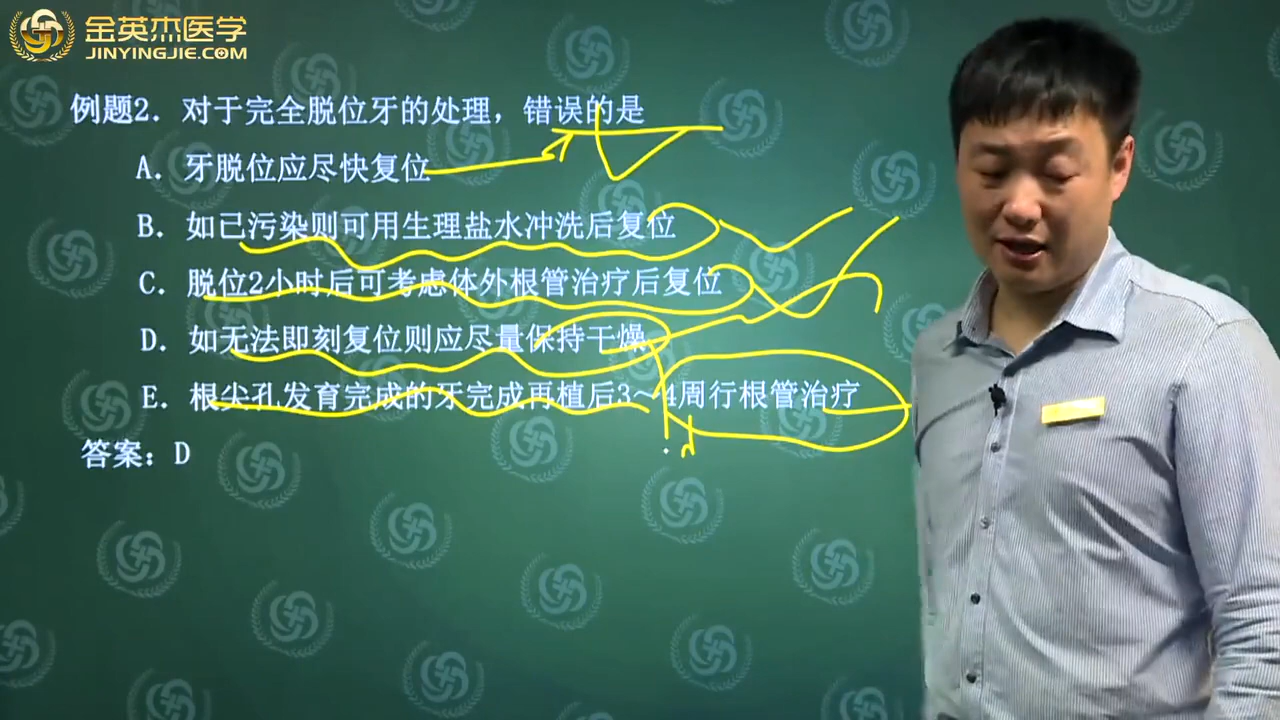 金英杰医学
JINYINGJIE.COM
例题2. 对于完全脱位牙的处理，错误的是
A. 牙脱位应尽快复位
B. 如已污染则可用生理盐水冲洗后复位
C. 脱位2小时后可考虑体外根管治疗后复位
D. 如无法即刻复位则应尽量保持干燥
E. 根尖孔发育完成的牙完成再植后3~4周行根管治疗
答案：D